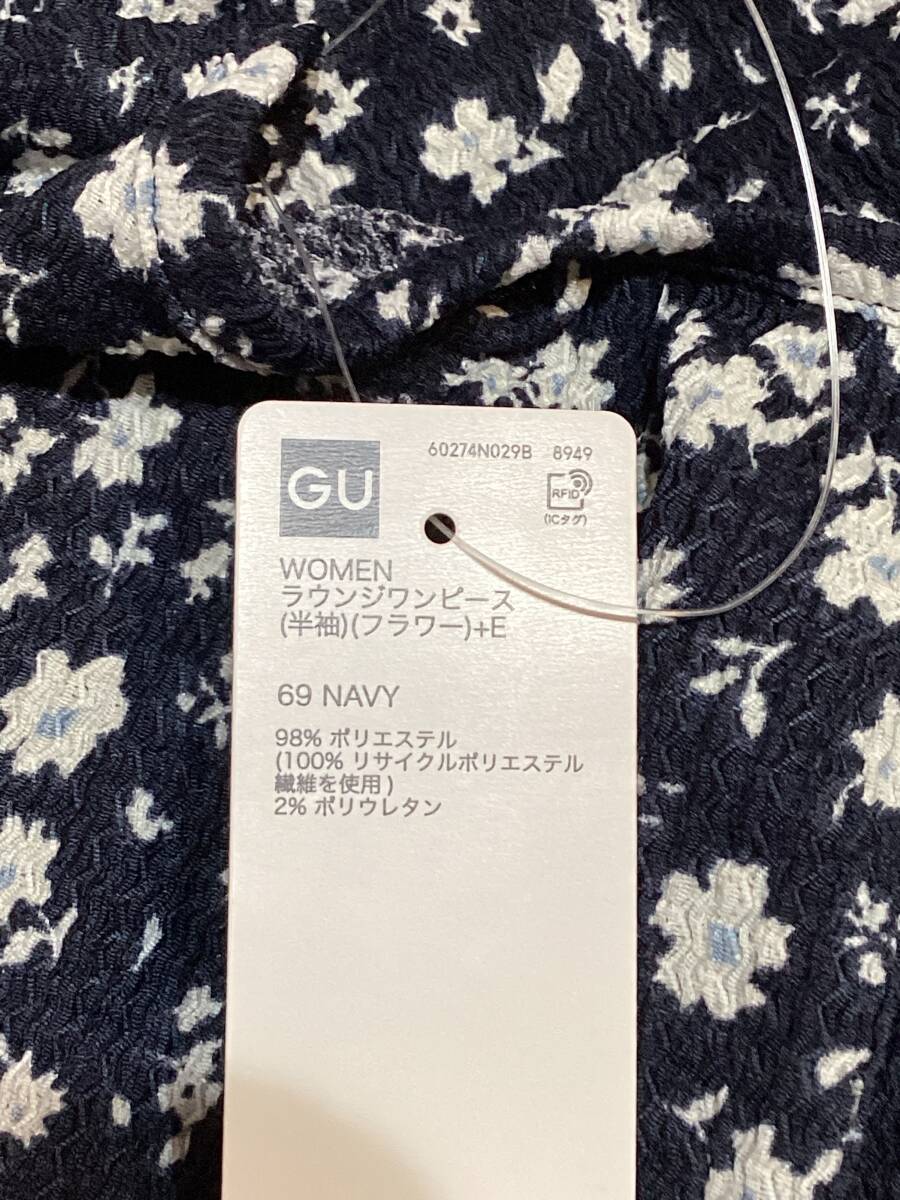 60274N029B 8949
GU
RFID
(ICタグ)
WOMEN
ラウンジワンピース
(半袖)(フラワー)+E
69 NAVY
98% ポリエステル
(100% リサイクルポリエステル
繊維を使用)
2% ポリウレタン